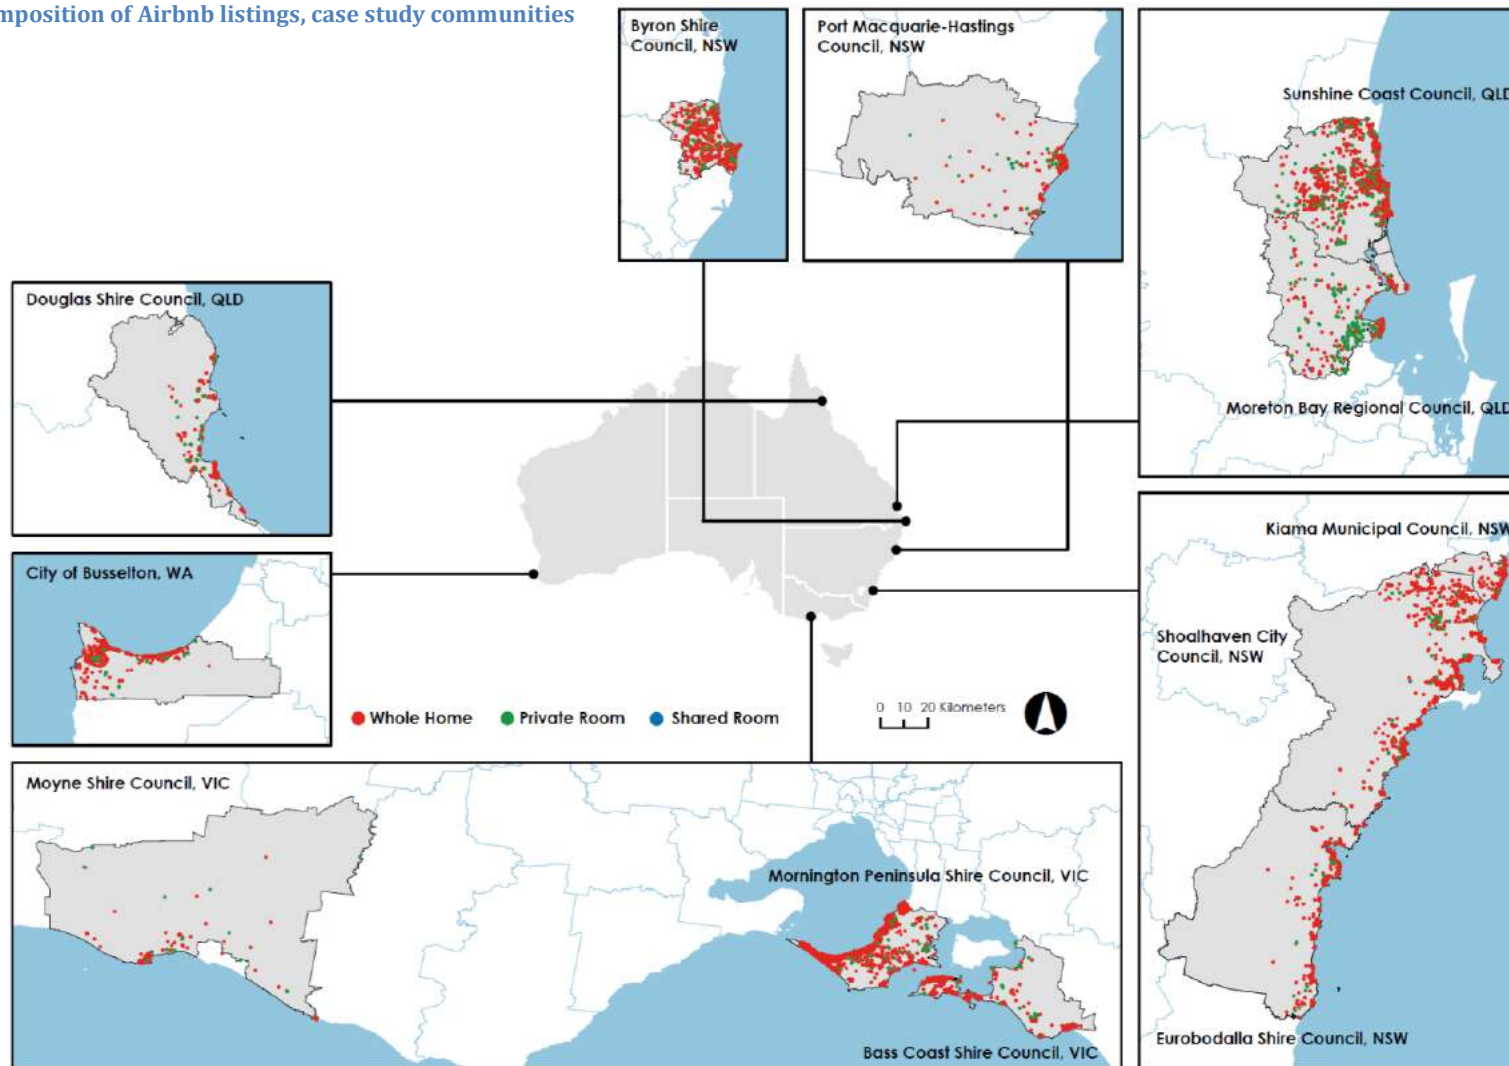 mposition of Airbnb listings, case study communities
Byron Shire
Council, NSW
Port Macquarie-Hastings
Council, NSW
Sunshine Coast Council, QLD
Moreton Bay Regional Council, QLD
Douglas Shire Council, QLD
City of Busselton, WA
Kiama Municipal Council, NSW
Shoalhaven City
Council, NSW
Eurobodalla Shire Council, NSW
Whole Home
Private Room
Shared Room
0 10 20 Kilometers
Moyne Shire Council, VIC
Mornington Peninsula Shire Council, VIC
Bass Coast Shire Council, VIC